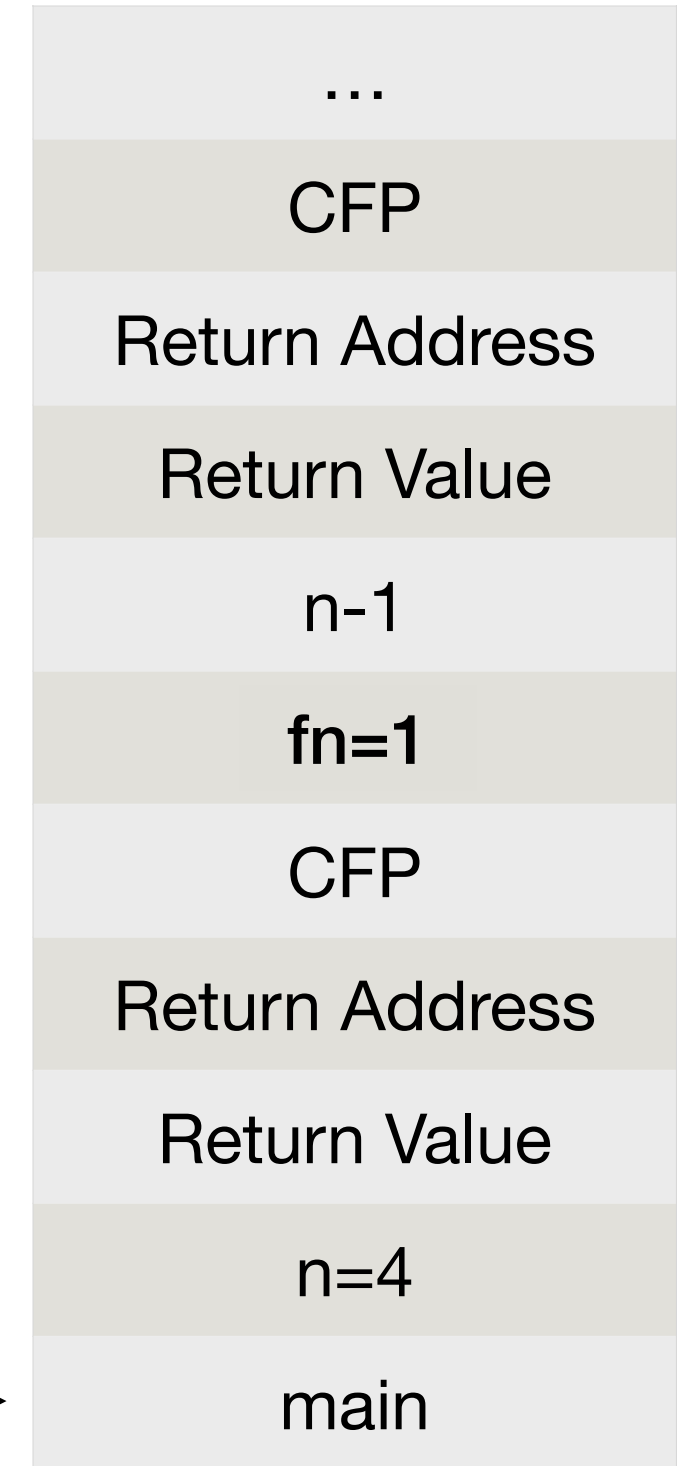 ...
CFP
Return Address
Return Value
n-1
fn=1
CFP
Return Address
Return Value
n=4
main